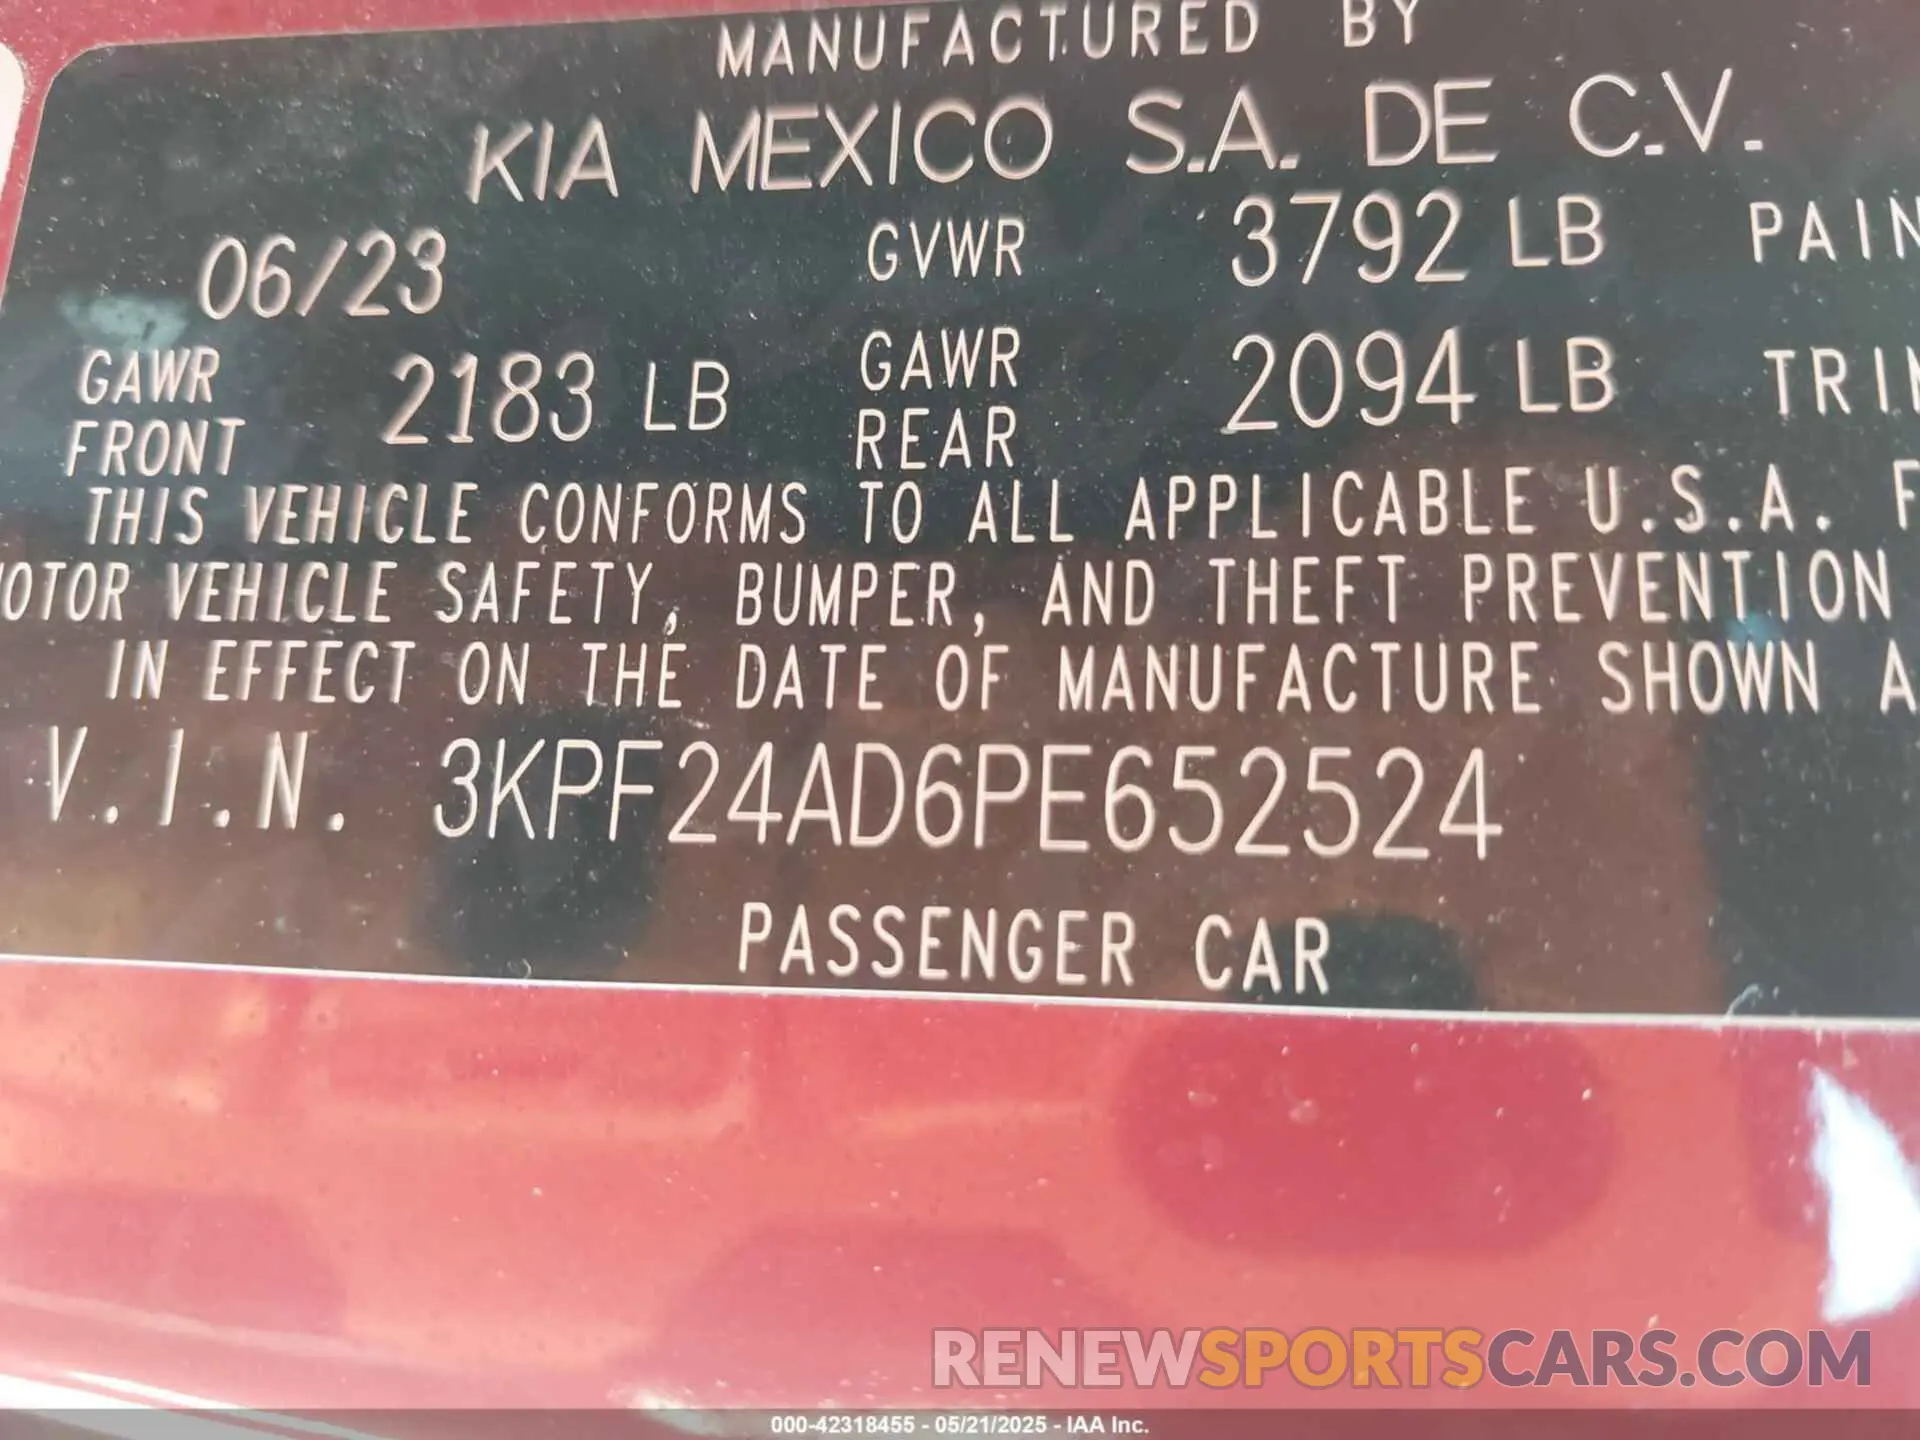 MANUFACTURED BY
KIA MEXICO S.A. DE C.V.
06/23 GVWR 3792 LB
GAWR FRONT 2183 LB GAWR REAR 2094 LB
THIS VEHICLE CONFORMS TO ALL APPLICABLE U.S.A.
VEHICLE SAFETY, BUMPER, AND THEFT PREVENTION
IN EFFECT ON THE DATE OF MANUFACTURE SHOWN
V.I.N. 3KPF24AD6PE652524
PASSENGER CAR
RENEWSPORTSCARS.COM
000-42318455 - 05/21/2025 - IAA Inc.